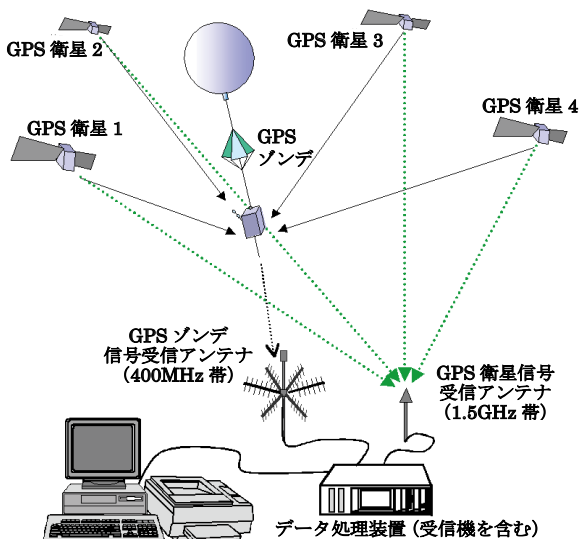 GPS 衛星 2
GPS 衛星 3
GPS 衛星 1
GPS 衛星 4
GPS
ゾンデ
GPS ゾンデ
信号受信アンテナ
(400MHz 帯)
GPS 衛星信号
受信アンテナ
(1.5GHz 帯)
データ処理装置 (受信機を含む)